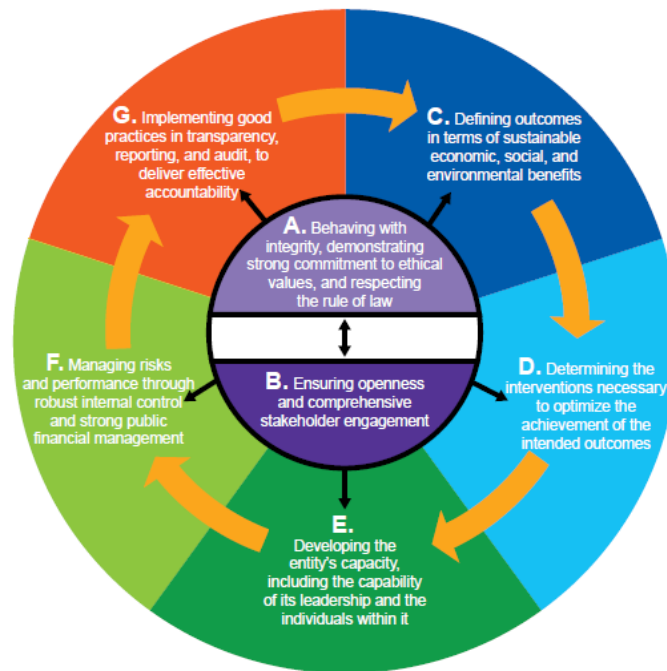 G. Implementing good
practices in transparency,
reporting, and audit, to
deliver effective
accountability
C. Defining outcomes
in terms of sustainable
economic, social, and
environmental benefits
A. Behaving with
integrity, demonstrating
strong commitment to ethical
values, and respecting
the rule of law
B. Ensuring openness
and comprehensive
stakeholder engagement
D. Determining the
interventions necessary
to optimize the
achievement of the
intended outcomes
E.
Developing the
entity's capacity,
including the capability
of its leadership and the
individuals within it
F. Managing risks
and performance through
robust internal control
and strong public
financial management